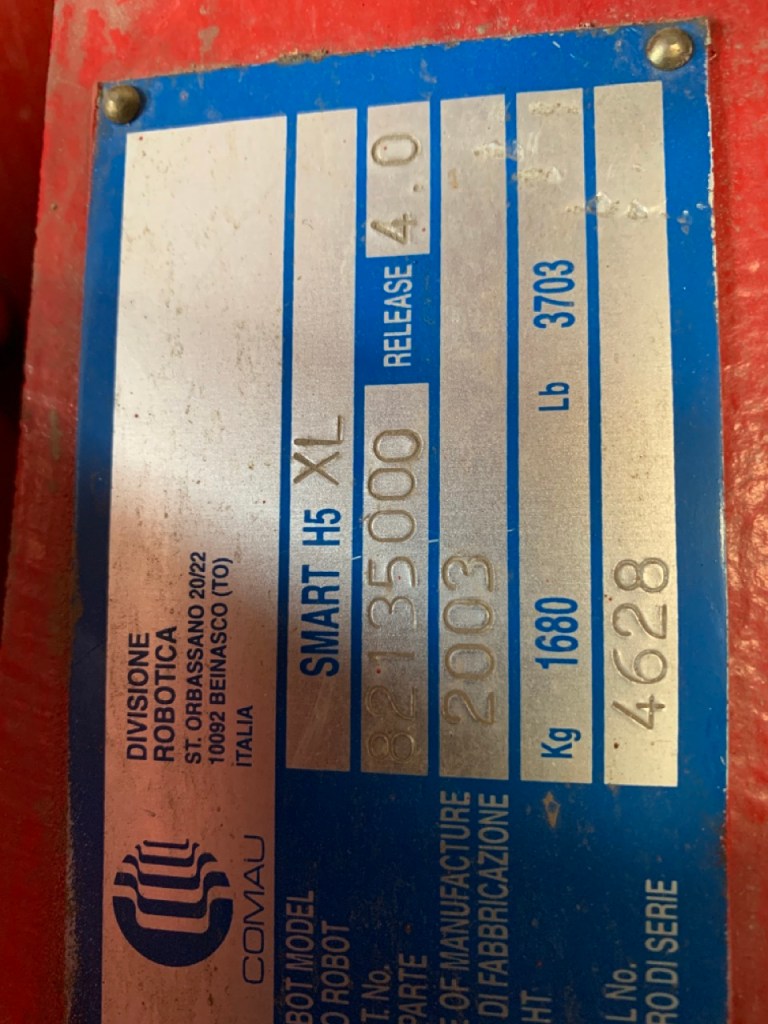 COMAU
DIVISIONE
ROBOTICA
ST. ORBASSANO 20/22
10092 BEINASCO (TO)
ITALIA
BOT MODEL SMART H5 XL
O ROBOT
T. No. 82135000 RELEASE 4.0
PARTE
E OF MANUFACTURE 2003
DI FABBRICAZIONE
HT Kg 1680 Lb 3703
L No. 4628
RO DI SERIE